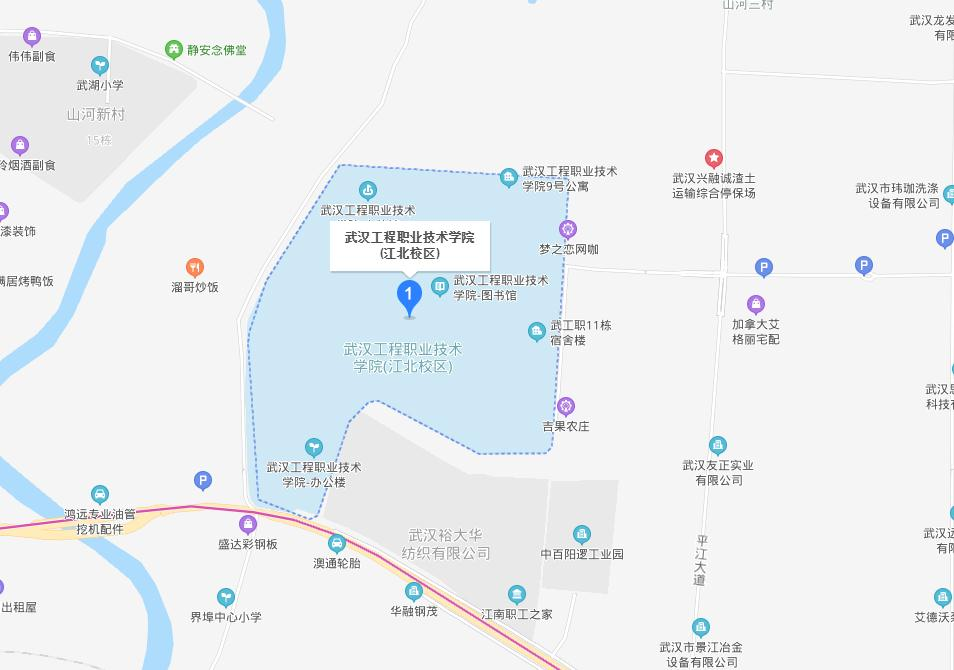 山河三村
武汉龙发
有限
伟伟副食
静安念佛堂
武湖小学
山河新村
15栋
烟酒副食
漆装饰
满居烤鸭饭
溜哥炒饭
武汉工程职业技术
学院9号公寓
武汉工程职业技术
武汉工程职业技术学院
(江北校区)
1
梦之恋网咖
武汉工程职业技术
学院-图书馆
武工职11栋
宿舍楼
武汉工程职业技术
学院(江北校区)
吉果农庄
武汉工程职业技术
学院-办公楼
武汉兴融诚渣土
运输综合停保场
武汉市玮珈洗涤
设备有限公司
P
P
P
加拿大艾
格丽宅配
武汉
科技有
武汉友正实业
有限公司
P
鸿远专业油管
挖机配件
盛达彩钢板
澳通轮胎
武汉裕大华
纺织有限公司
中百阳逻工业园
平江大道
武汉
有限
出租屋
界埠中心小学
华融钢茂
江南职工之家
武汉市景江冶金
设备有限公司
艾德沃